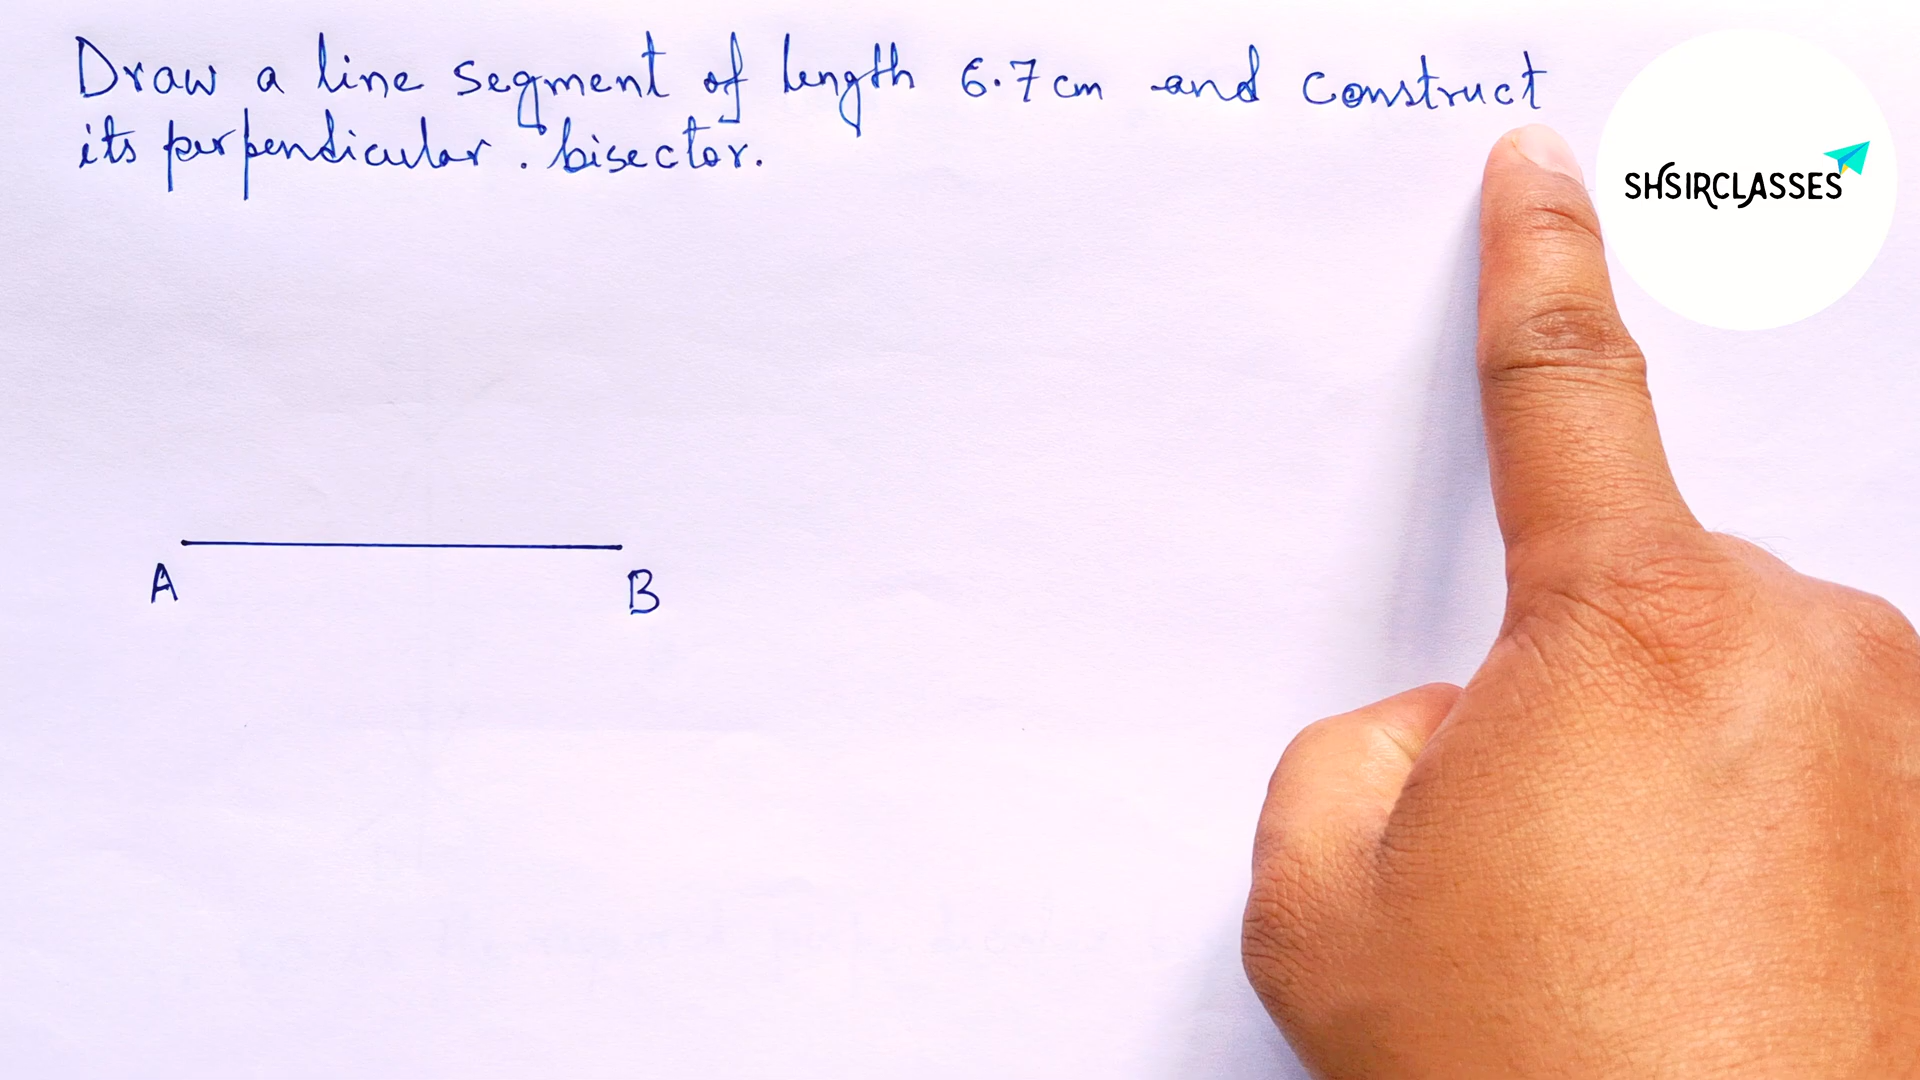 Draw a line segment of length 6.7 cm and construct
its perpendicular. bisector.
SHSIRCLASSES
A
B